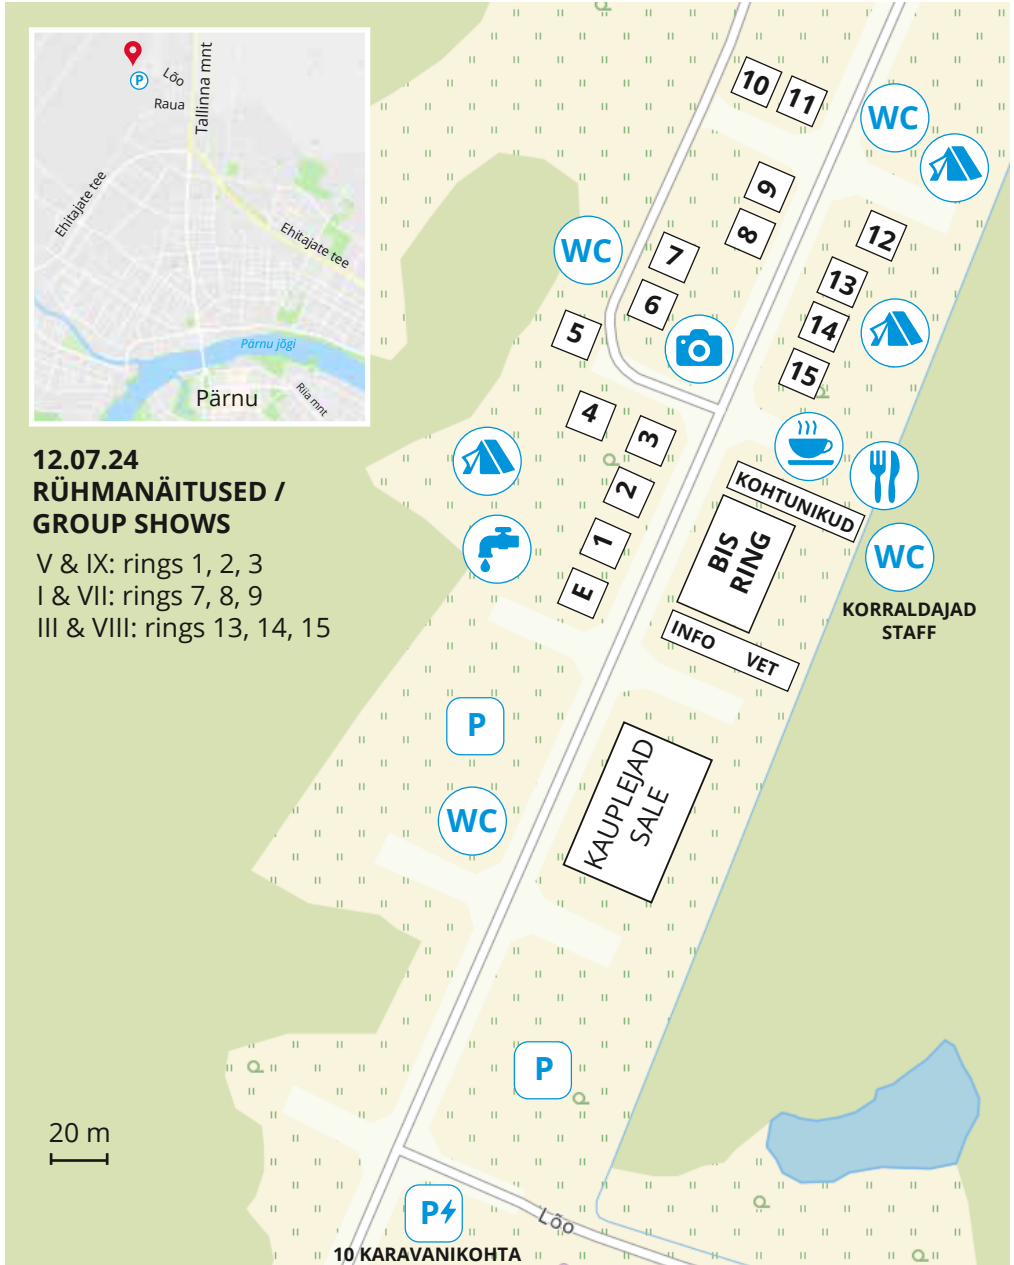 P
Lõo
Raua
Tallinna mnt
Ehitajate tee
Ehitajate tee
Pärnu jõgi
Riia mnt
Pärnu
12.07.24
RÜHMANÄITUSED /
GROUP SHOWS
V & IX: rings 1, 2, 3
I & VII: rings 7, 8, 9
III & VIII: rings 13, 14, 15
10
11
WC
9
8
12
WC
7
13
6
14
5
15
4
3
2
1
E
KOHTUNIKUD
BIS
RING
WC
KORRALDAJAD
STAFF
INFO
VET
P
KAUPLEJAD
SALE
WC
P
20 m
P
Lõo
10 KARAVANIKOHTA